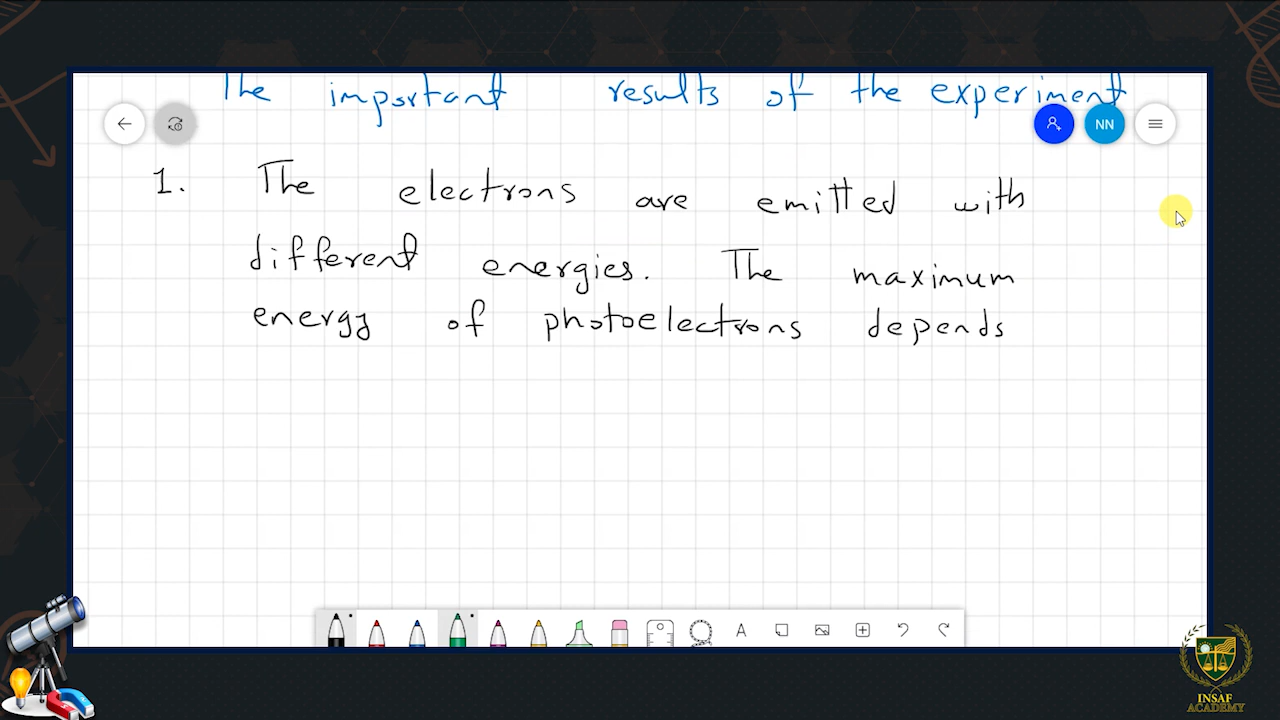 The important results of the experiment
NN
1. The electrons are emitted with
different energies. The maximum
energy of photoelectrons depends
A
INSAF
ACADEMY